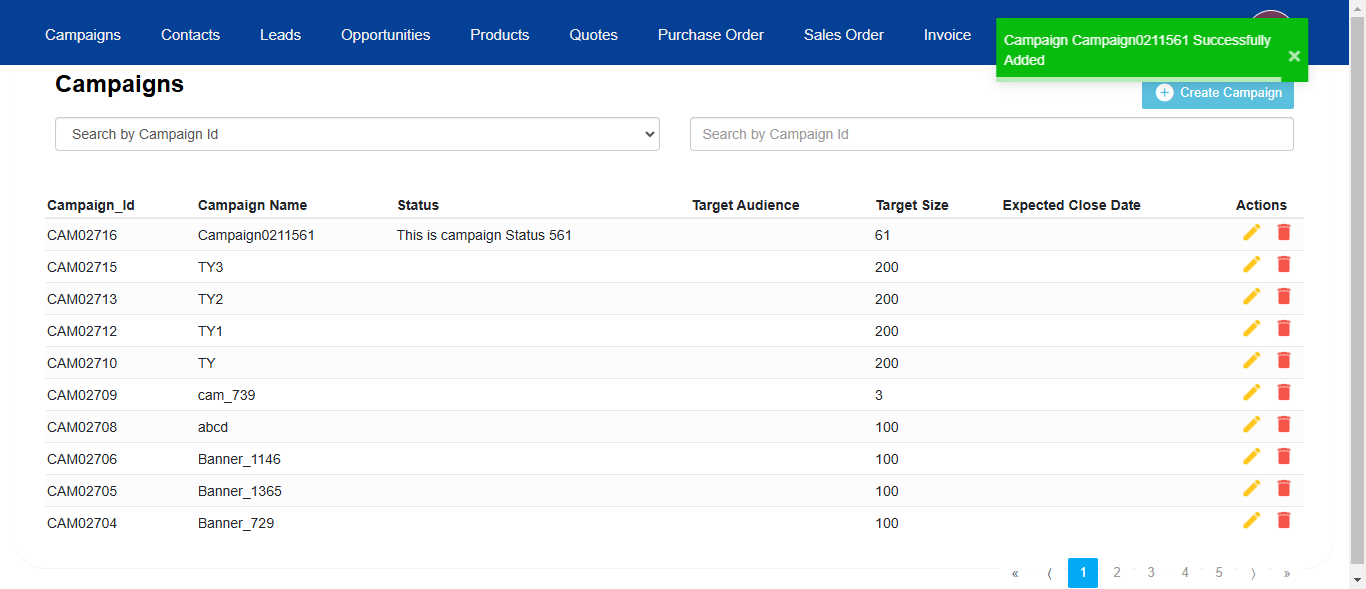 Campaigns Contacts Leads Opportunities Products Quotes Purchase Order Sales Order Invoice
Campaign Campaign0211561 Successfully
Added ×
Campaigns
Create Campaign
Search by Campaign Id Search by Campaign Id
Campaign_Id Campaign Name Status Target Audience Target Size Expected Close Date Actions
CAM02716 Campaign0211561 This is campaign Status 561 61
CAM02715 TY3 200
CAM02713 TY2 200
CAM02712 TY1 200
CAM02710 TY 200
CAM02709 cam_739 3
CAM02708 abcd 100
CAM02706 Banner_1146 100
CAM02705 Banner_1365 100
CAM02704 Banner_729 100
« ⟨ 1 2 3 4 5 ⟩ »